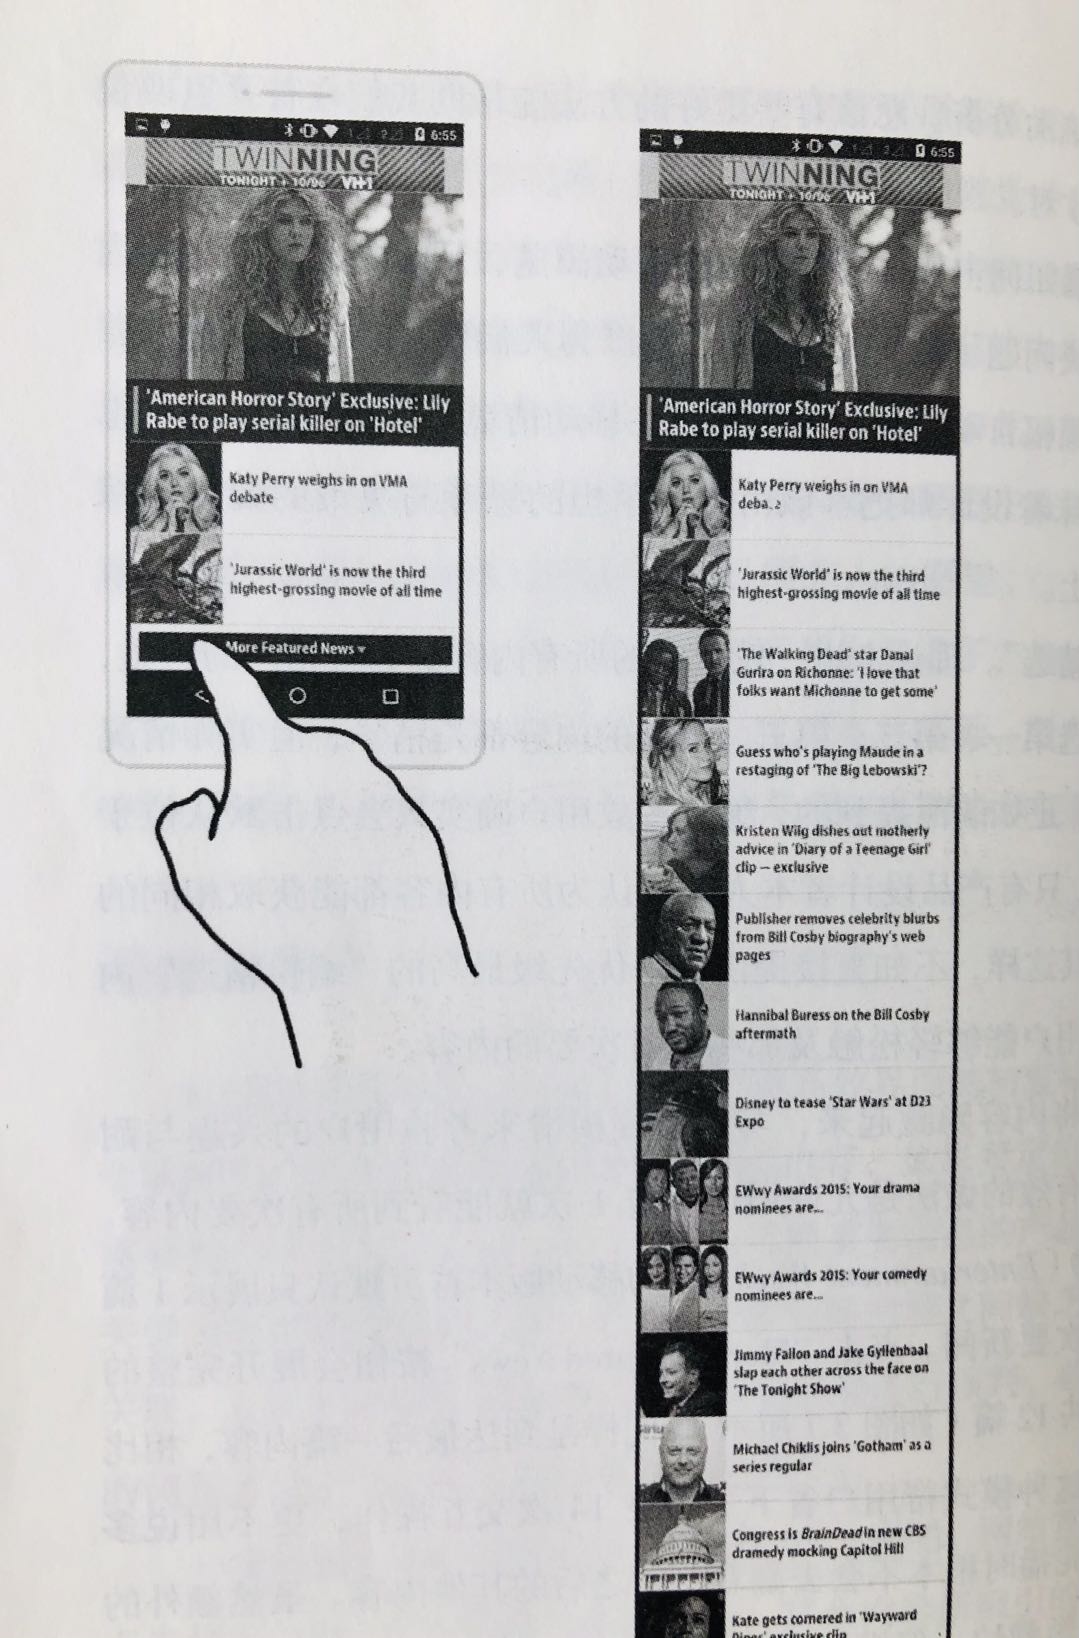 6:55
TWINNING
TONIGHT + 10/9c VH1
'American Horror Story' Exclusive: Lily
Rabe to play serial killer on 'Hotel'
Katy Perry weighs in on VMA
debate
'Jurassic World' is now the third
highest-grossing movie of all time
More Featured News
6:55
TWINNING
TONIGHT + 10/9c VH1
'American Horror Story' Exclusive: Lily
Rabe to play serial killer on 'Hotel'
Katy Perry weighs in on VMA
'Jurassic World' is now the third
highest-grossing movie of all time
'The Walking Dead' star Danai
Gurira on Richonne: 'I love that
folks want Michonne to get some'
Guess who's playing Maude in a
restaging of 'The Big Lebowski'?
Kristen Wiig dishes out motherly
advice in 'Diary of a Teenage Girl'
clip – exclusive
Publisher removes celebrity blurbs
from Bill Cosby biography's web
pages
Hannibal Buress on the Bill Cosby
aftermath
Disney to tease 'Star Wars' at D23
Expo
EWwy Awards 2015: Your drama
nominees are...
EWwy Awards 2015: Your comedy
nominees are...
Jimmy Fallon and Jake Gyllenhaal
slap each other across the face on
'The Tonight Show'
Michael Chiklis joins 'Gotham' as a
series regular
Congress is BrainDead in new CBS
dramedy mocking Capitol Hill
Kate gets cornered in 'Wayward
Pines' exclusive clip